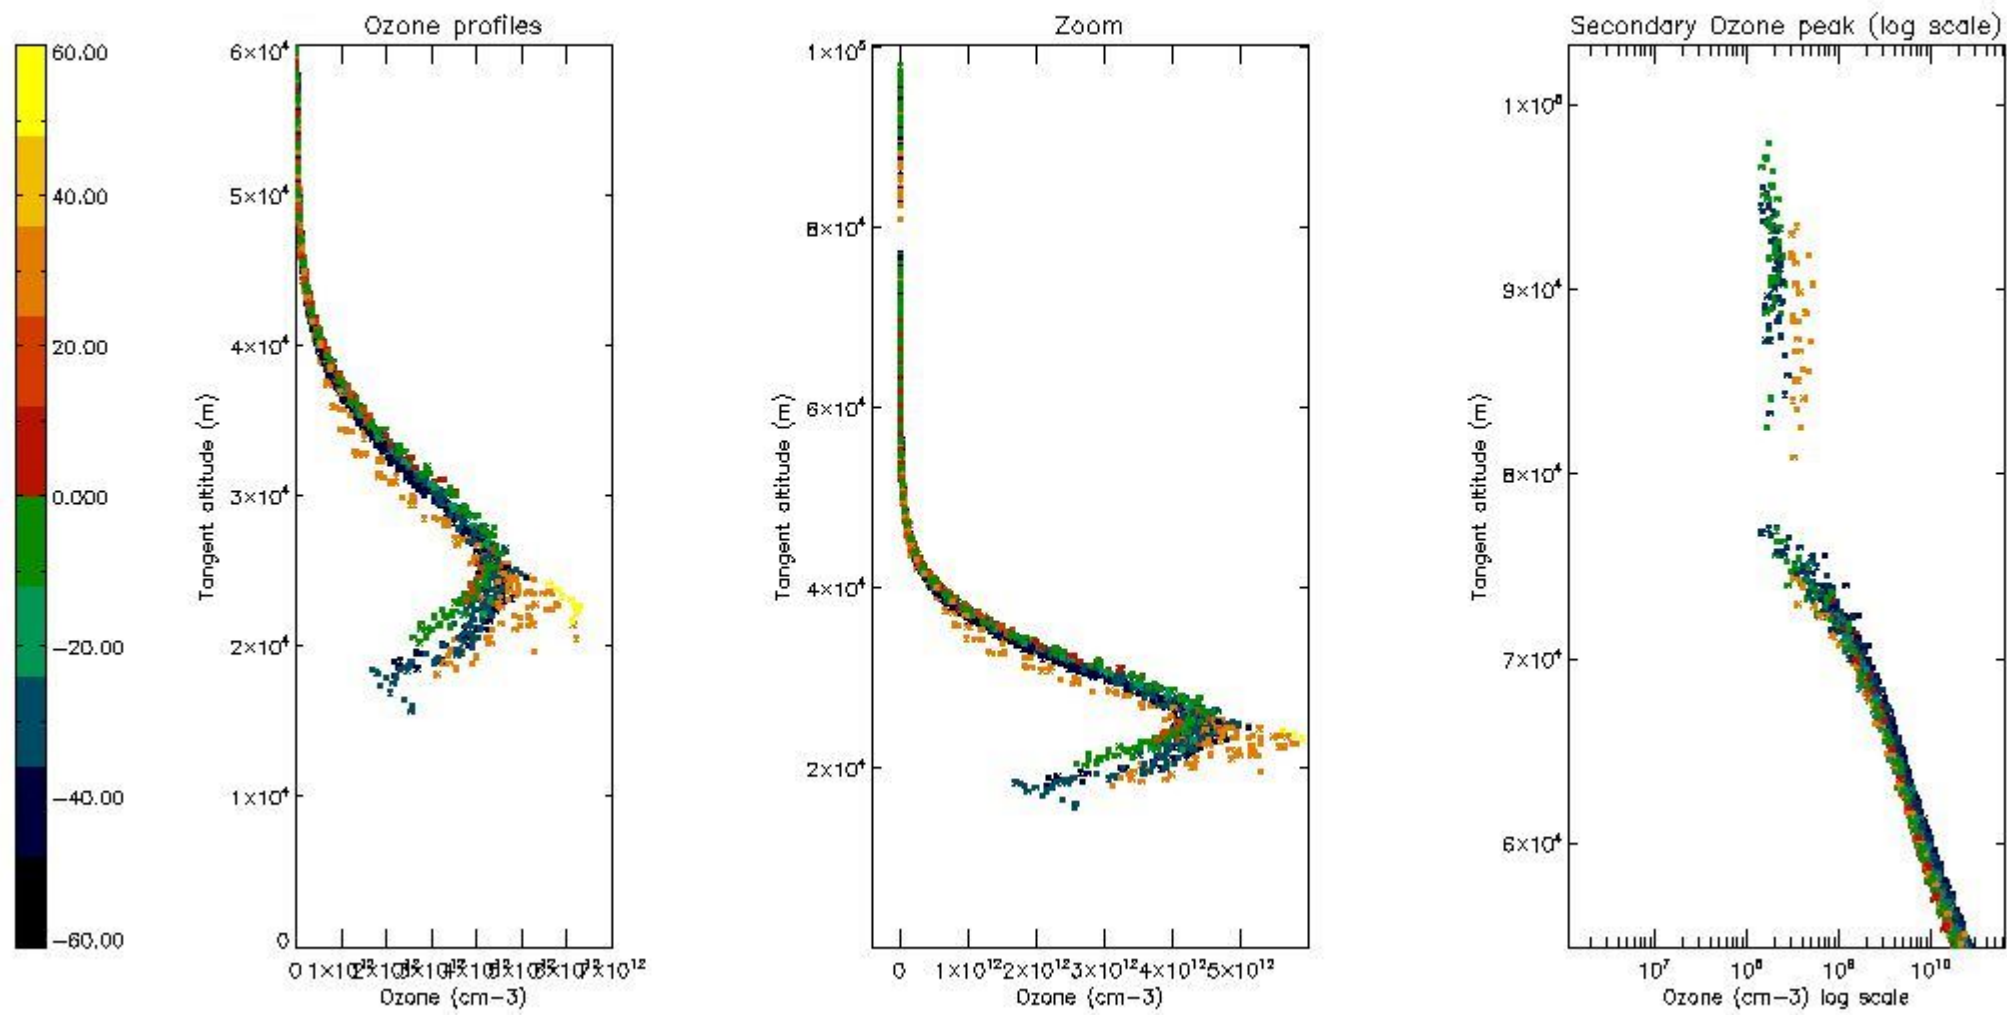 Ozone profiles
Zoom
Secondary Ozone peak (log scale)
60.00
40.00
20.00
0.000
−20.00
−40.00
−60.00
6×10⁴
5×10⁴
4×10⁴
3×10⁴
2×10⁴
1×10⁴
0
Tangent altitude (m)
Ozone (cm−3)
1×10⁵
8×10⁴
6×10⁴
4×10⁴
2×10⁴
Tangent altitude (m)
0 1×10¹² 2×10¹² 3×10¹² 4×10¹² 5×10¹²
Ozone (cm−3)
9×10⁴
8×10⁴
7×10⁴
6×10⁴
Tangent altitude (m)
10⁷ 10⁸ 10⁹ 10¹⁰
Ozone (cm−3) log scale